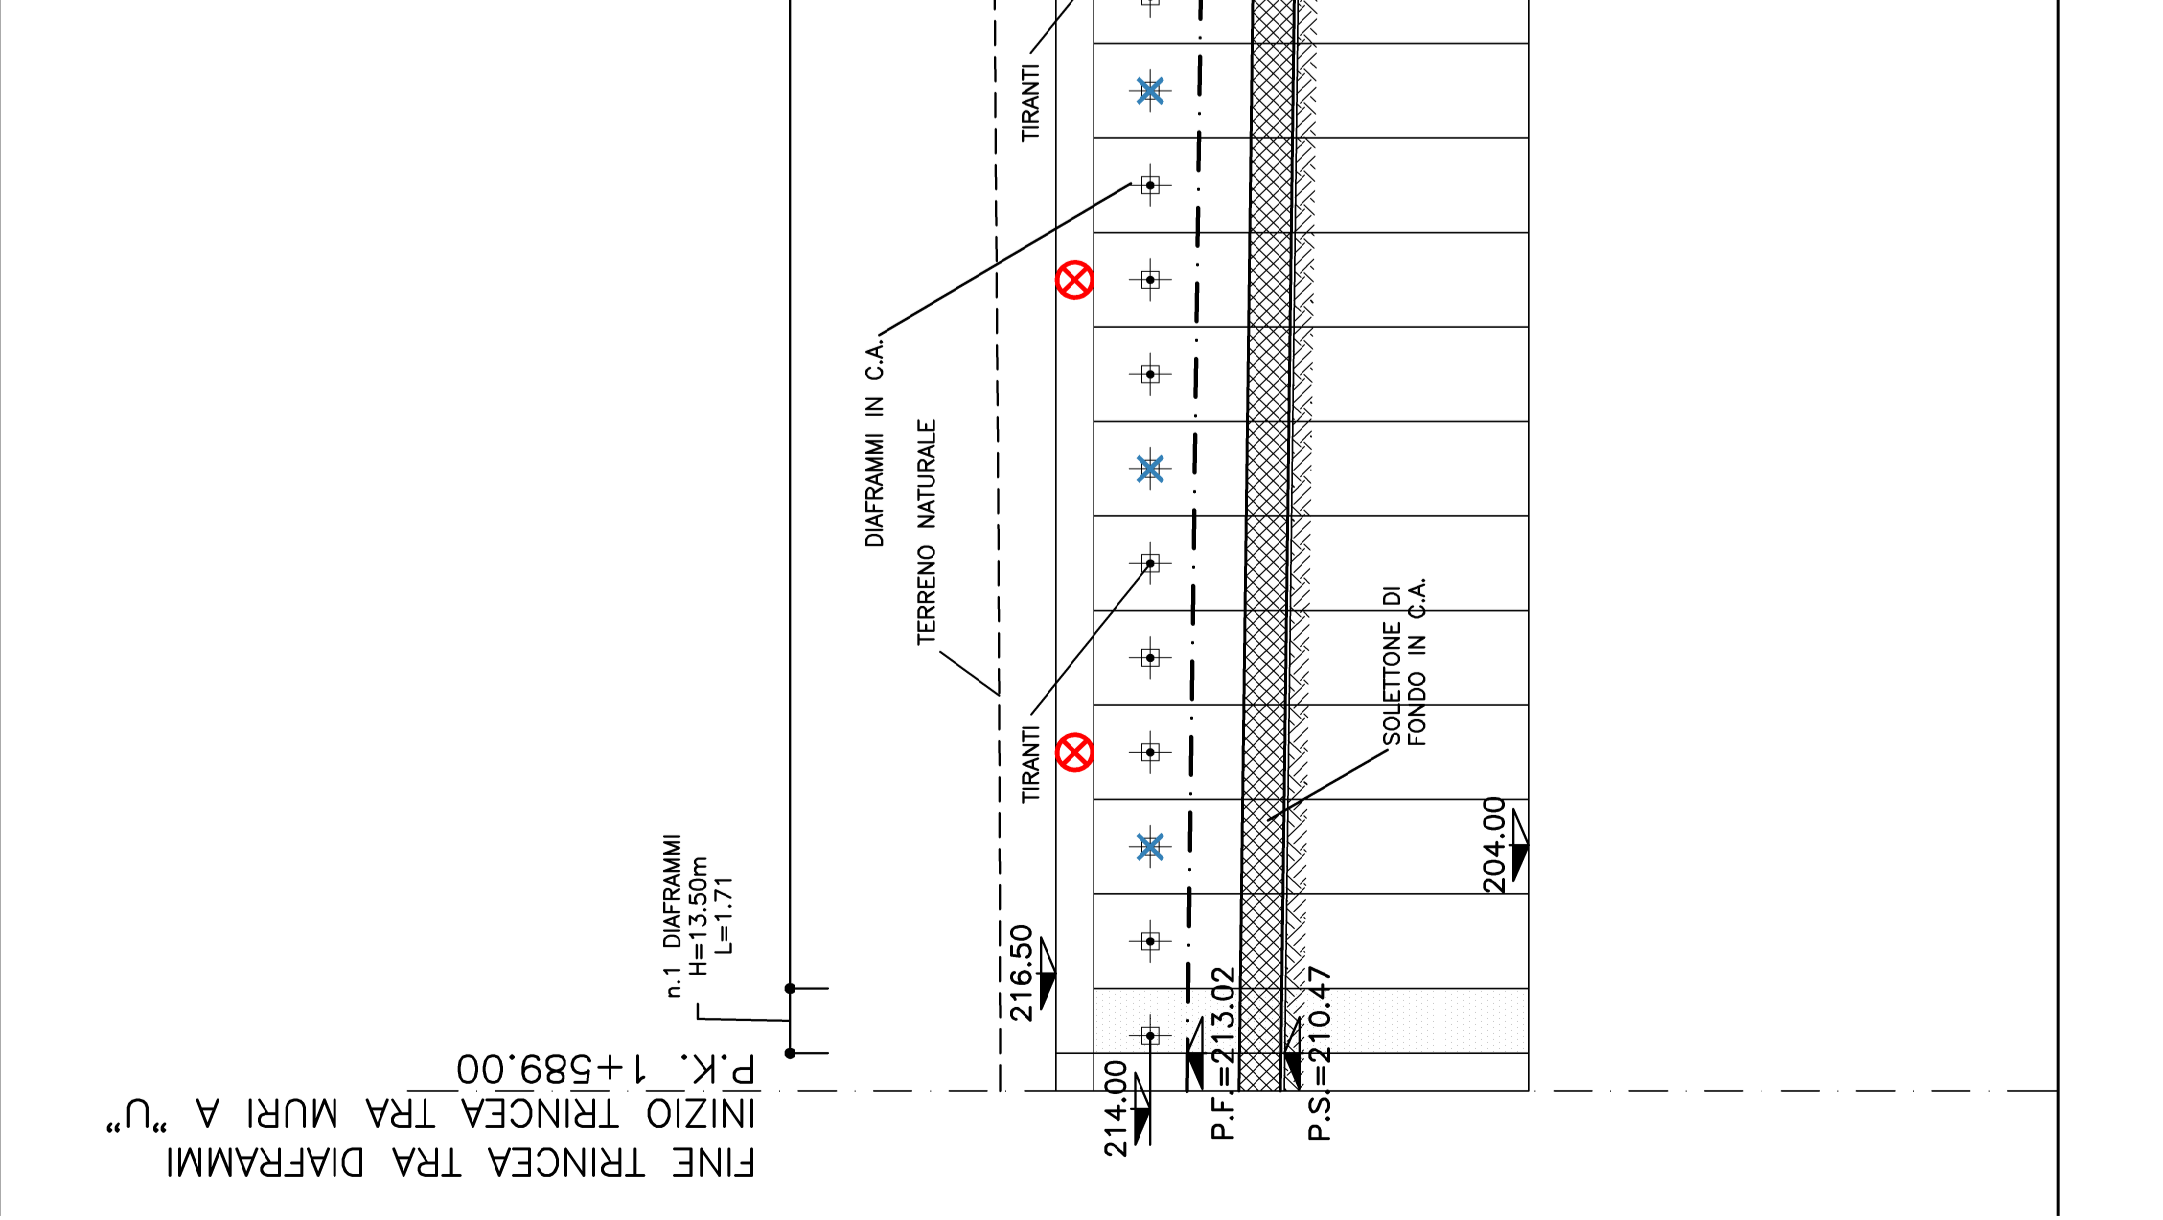 TIRANTI
DIAFRAMMI IN C.A.
TERRENO NATURALE
TIRANTI
SOLETTONE DI
FONDO IN C.A.
204.00
n.1 DIAFRAMMI
H=13.50m
L=1.71
216.50
214.00
P.F.=213.02
P.S.=210.47
FINE TRINCEA TRA DIAFRAMMI
INIZIO TRINCEA TRA MURI A "U"
P.K. 1+589.00